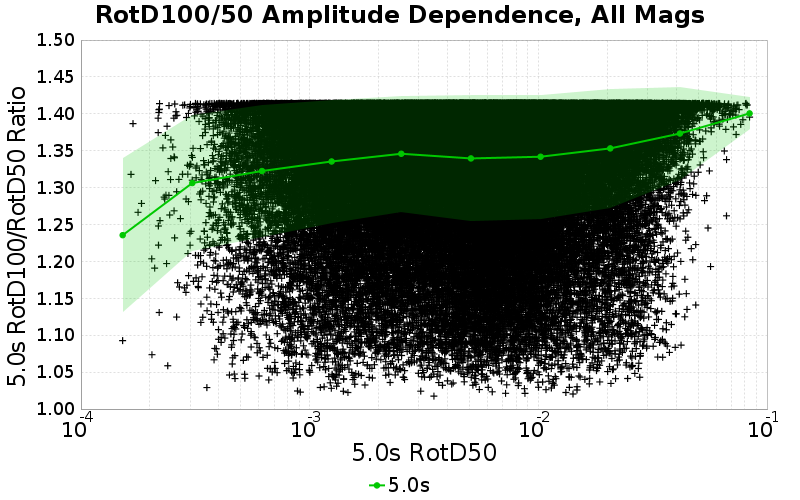 RotD100/50 Amplitude Dependence, All Mags
5.0s RotD100/RotD50 Ratio
1.50
1.45
1.40
1.35
1.30
1.25
1.20
1.15
1.10
1.05
1.00
10-4 10-3 10-2 10-1
5.0s RotD50
5.0s